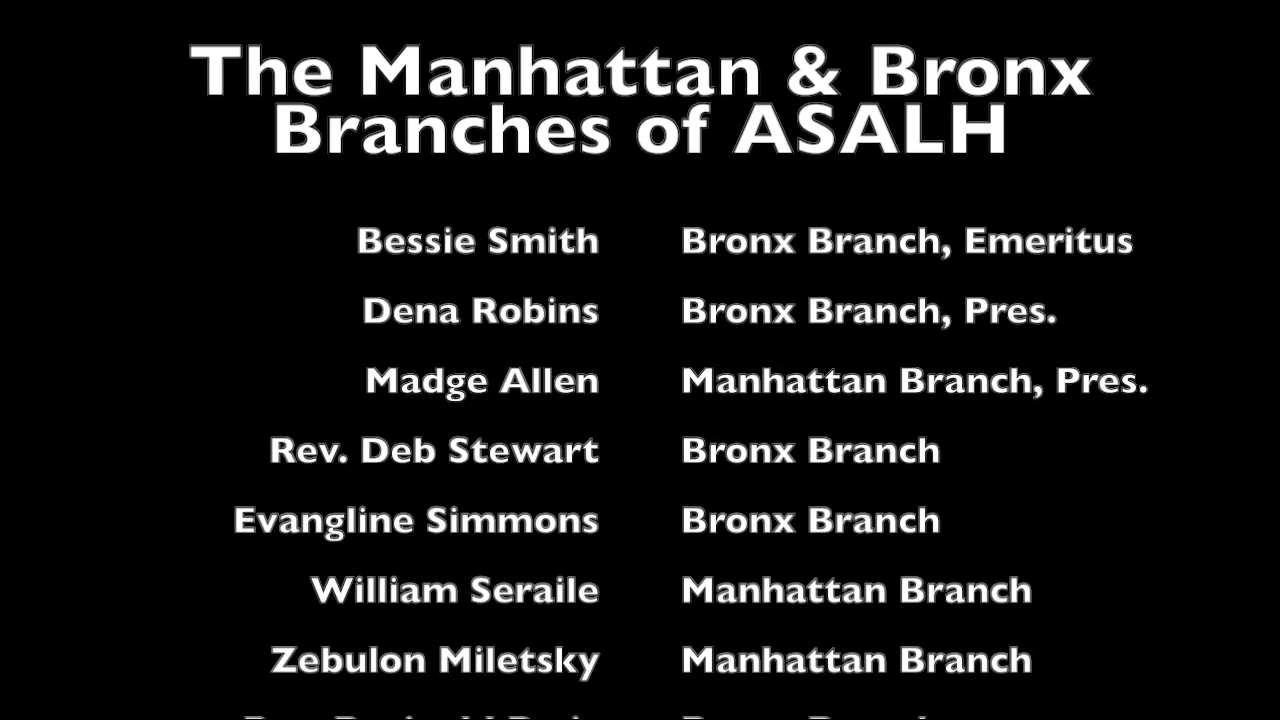 The Manhattan & Bronx
Branches of ASALH
Bessie Smith Bronx Branch, Emeritus
Dena Robins Bronx Branch, Pres.
Madge Allen Manhattan Branch, Pres.
Rev. Deb Stewart Bronx Branch
Evangline Simmons Bronx Branch
William Seraile Manhattan Branch
Zebulon Miletsky Manhattan Branch